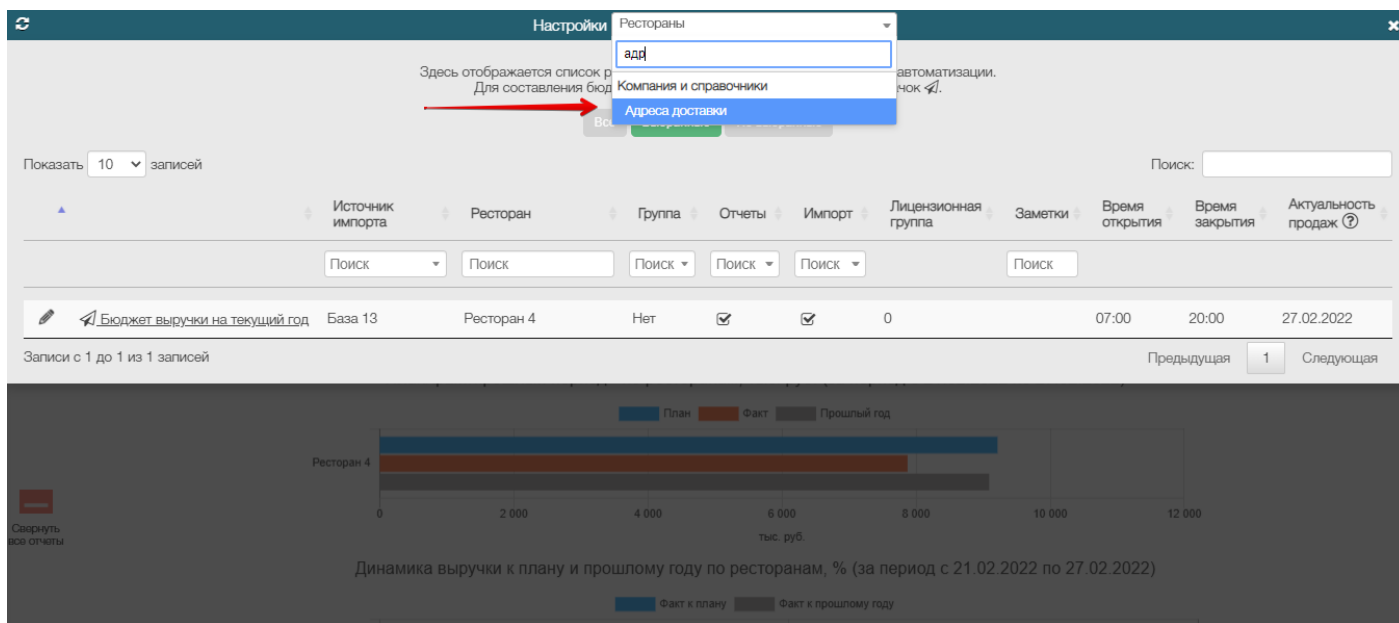 Настройки Рестораны
адр
Здесь отображается список р
автоматизации.
Для составления бюд
Компания и справочники
чок
Адреса доставки
Показать 10 записей
Поиск:
Источник импорта
Ресторан
Группа
Отчеты
Импорт
Лицензионная группа
Заметки
Время открытия
Время закрытия
Актуальность продаж ?
Поиск
Поиск
Поиск
Поиск
Поиск
Поиск
Бюджет выручки на текущий год
База 13
Ресторан 4
Нет
0
07:00
20:00
27.02.2022
Записи с 1 до 1 из 1 записей
Предыдущая 1 Следующая
План Факт Прошлый год
Ресторан 4
0 2 000 4 000 6 000 8 000 10 000 12 000
тыс. руб.
Свернуть
все отчеты
Динамика выручки к плану и прошлому году по ресторанам, % (за период с 21.02.2022 по 27.02.2022)
Факт к плану Факт к прошлому году